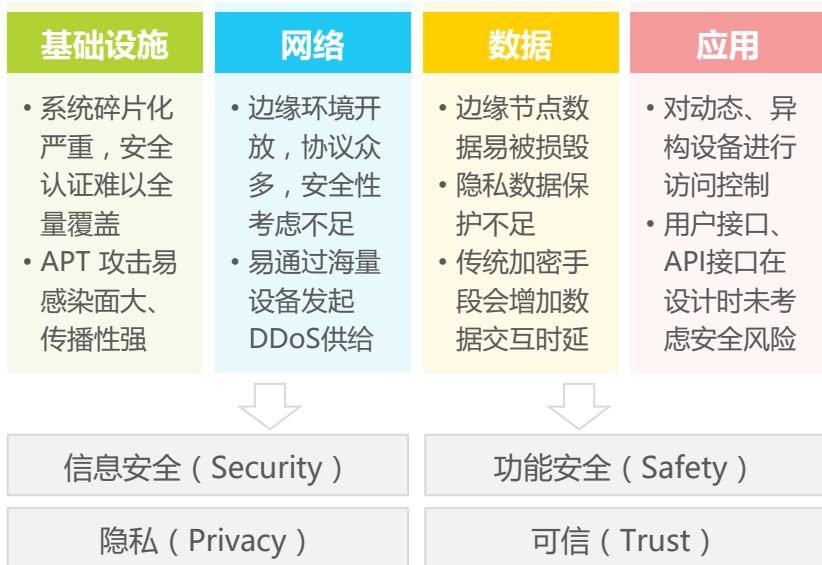 基础设施
• 系统碎片化
严重，安全
认证难以全
量覆盖
• APT 攻击易
感染面大、
传播性强
网络
• 边缘环境开
放，协议众
多，安全性
考虑不足
• 易通过海量
设备发起
DDoS供给
数据
• 边缘节点数
据易被损毁
• 隐私数据保
护不足
• 传统加密手
段会增加数
据交互时延
应用
• 对动态、异
构设备进行
访问控制
• 用户接口、
API接口在
设计时未考
虑安全风险
信息安全（Security）
功能安全（Safety）
隐私（Privacy）
可信（Trust）